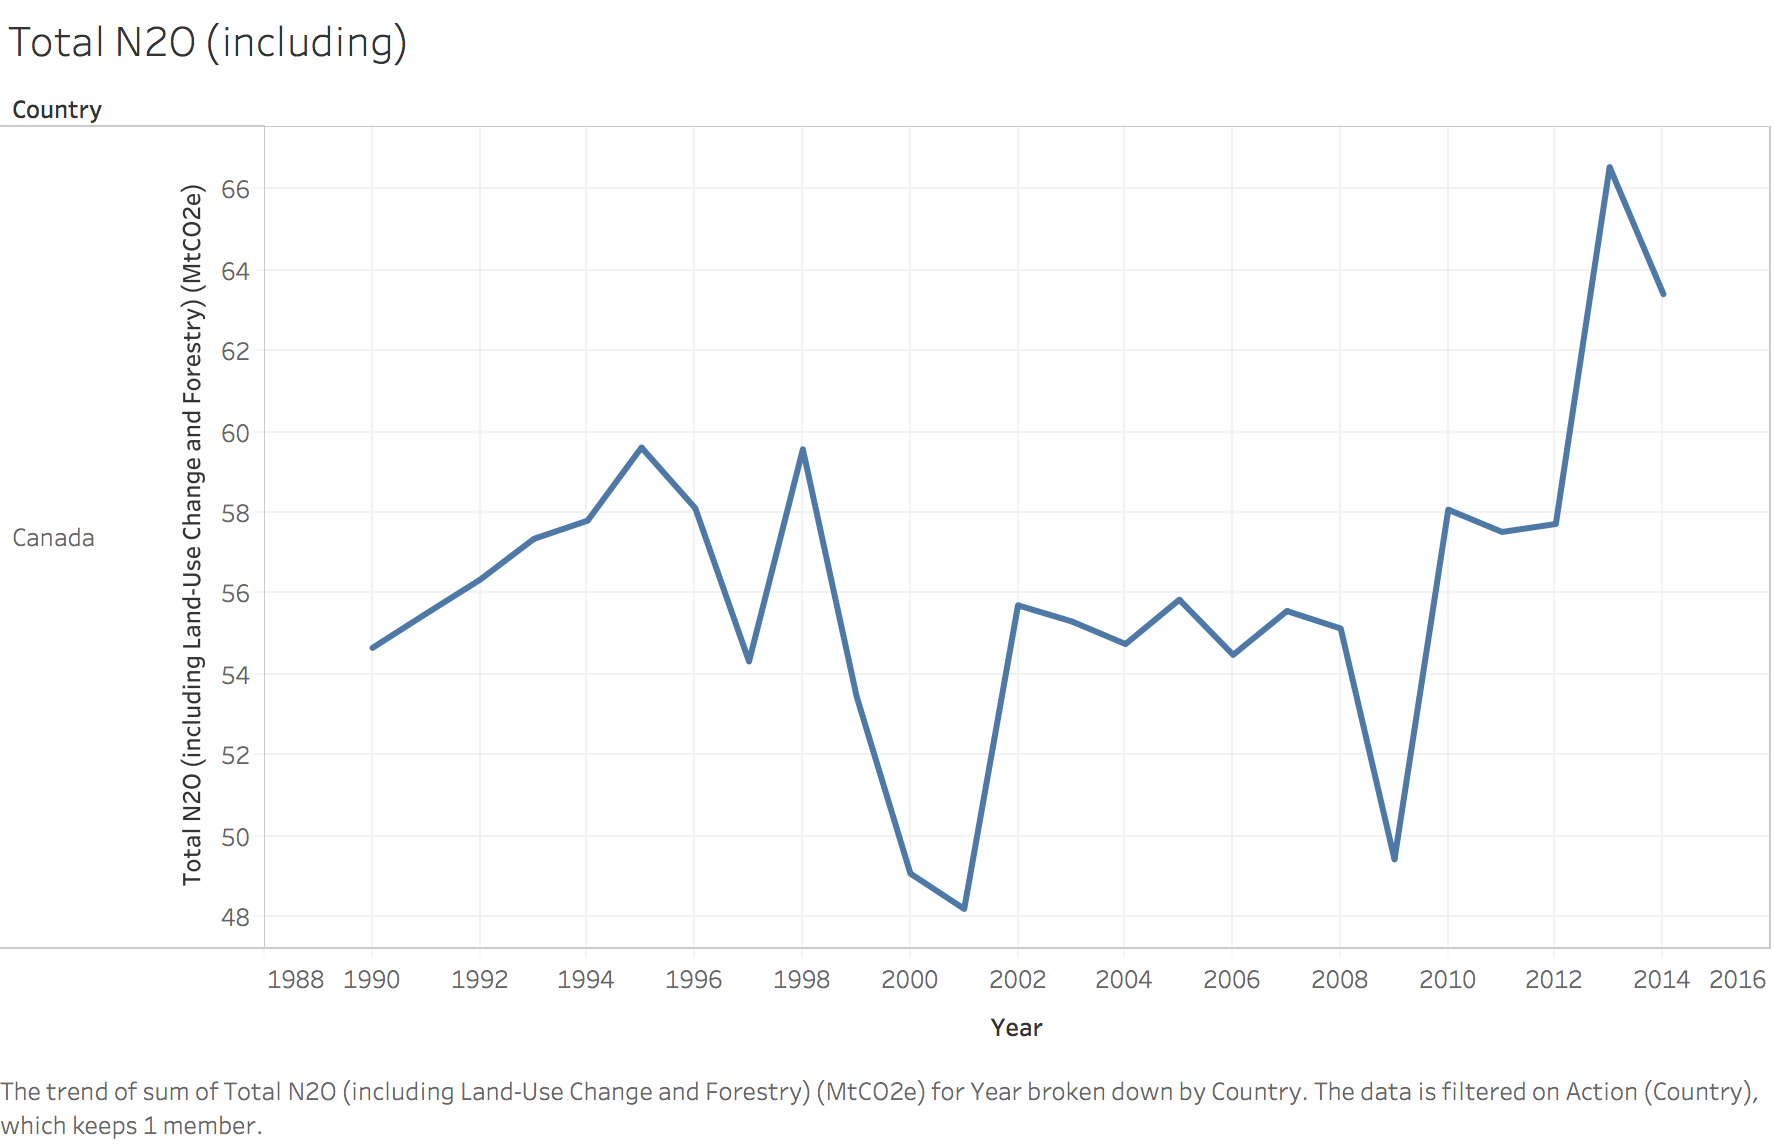 Total N2O (including)
Country
Canada
Total N2O (including Land-Use Change and Forestry) (MtCO2e)
66
64
62
60
58
56
54
52
50
48
1988 1990 1992 1994 1996 1998 2000 2002 2004 2006 2008 2010 2012 2014 2016
Year
The trend of sum of Total N2O (including Land-Use Change and Forestry) (MtCO2e) for Year broken down by Country. The data is filtered on Action (Country),
which keeps 1 member.